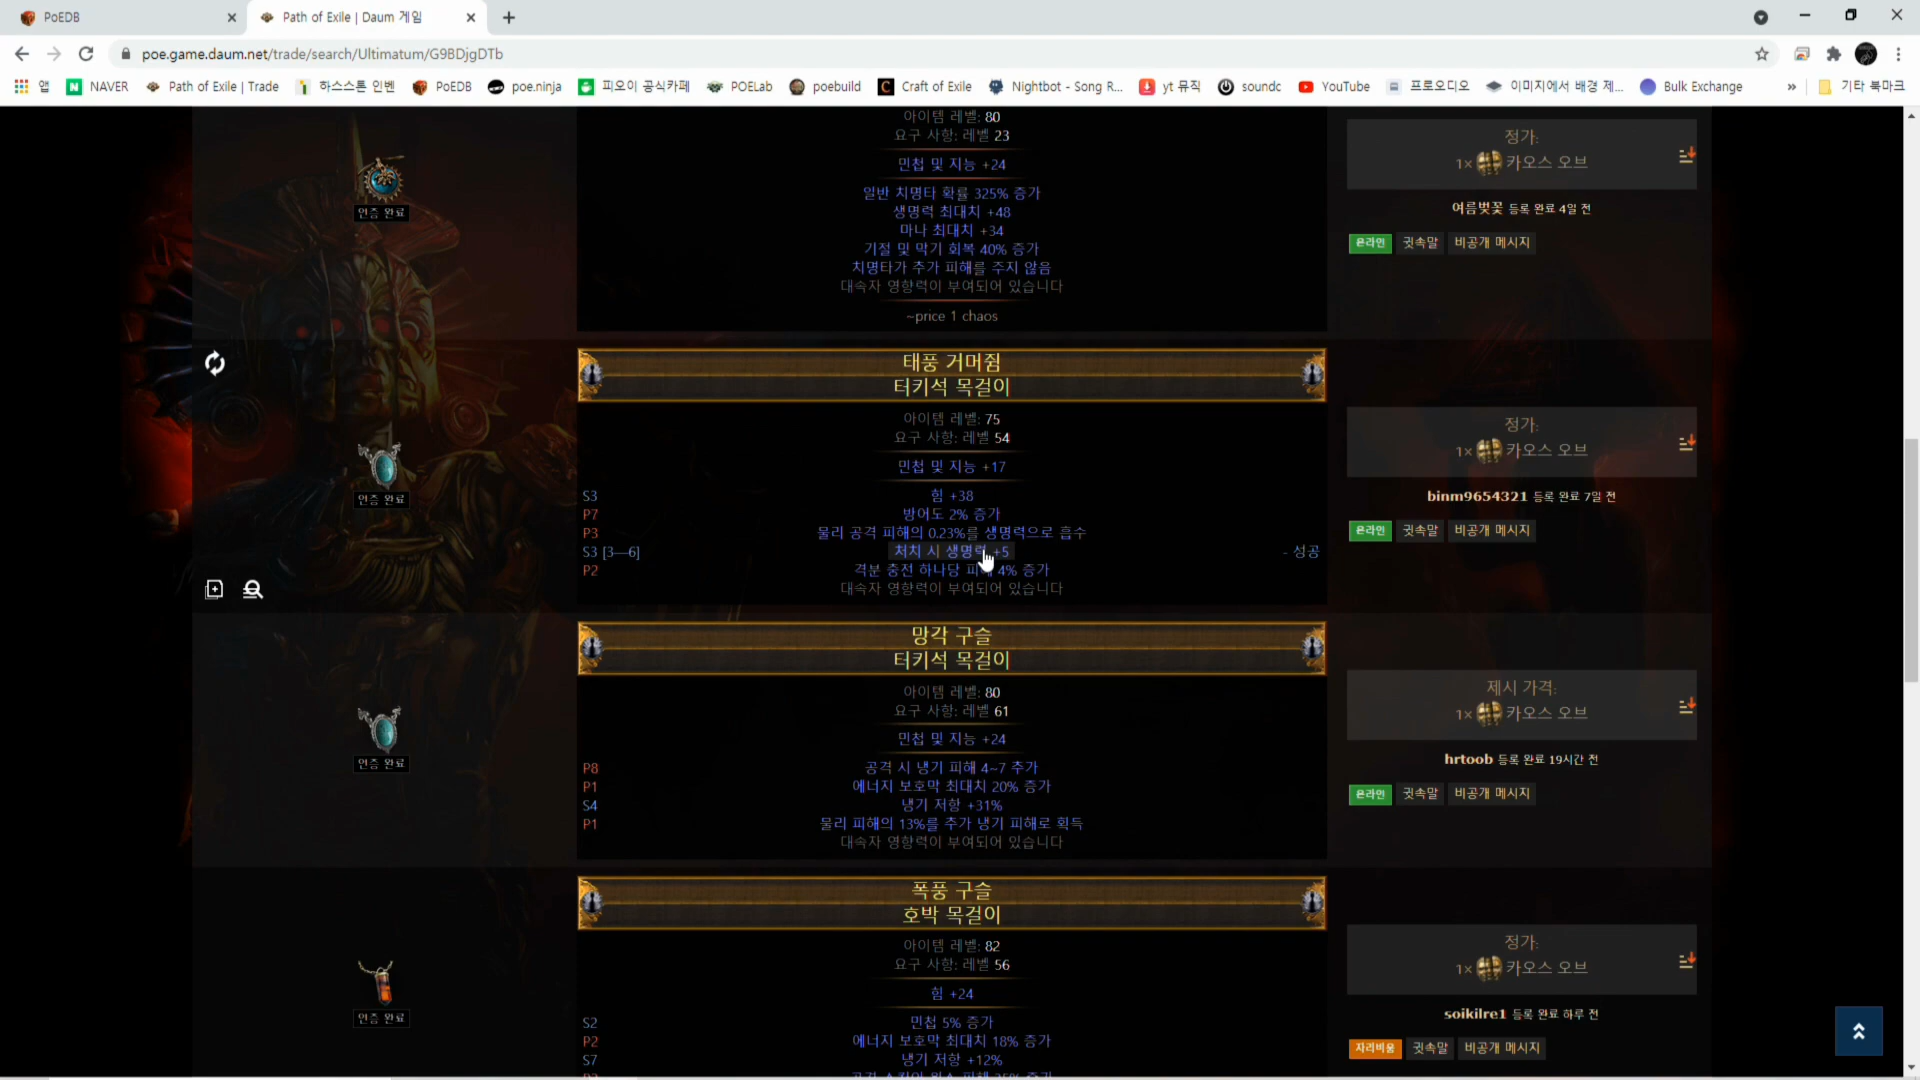 PoEDB
Path of Exile | Daum 게임
poe.game.daum.net/trade/search/Ultimatum/G9BDjgDTb
앱
NAVER
Path of Exile | Trade
하스스톤 인벤
PoEDB
poe.ninja
피오이 공식카페
POELab
poebuild
Craft of Exile
Nightbot - Song R...
yt 뮤직
soundc
YouTube
프로오디오
이미지에서 배경 제...
Bulk Exchange
»
기타 북마크
아이템 레벨: 80
요구 사항: 레벨 23
민첩 및 지능 +24
일반 치명타 확률 325% 증가
생명력 최대치 +48
마나 최대치 +34
기절 및 막기 회복 40% 증가
치명타가 추가 피해를 주지 않음
대속자 영향력이 부여되어 있습니다
~price 1 chaos
인증 완료
정가:
1× 카오스 오브
여름벚꽃 등록 완료 4일 전
온라인 귓속말 비공개 메시지
태풍 거머쥠
터키석 목걸이
아이템 레벨: 75
요구 사항: 레벨 54
민첩 및 지능 +17
S3 힘 +38
P7 방어도 2% 증가
P3 물리 공격 피해의 0.23%를 생명력으로 흡수
S3 [3—6] 처치 시 생명력 +5 - 성공
P2 격분 충전 하나당 피해 4% 증가
대속자 영향력이 부여되어 있습니다
인증 완료
정가:
1× 카오스 오브
binm9654321 등록 완료 7일 전
온라인 귓속말 비공개 메시지
망각 구슬
터키석 목걸이
아이템 레벨: 80
요구 사항: 레벨 61
민첩 및 지능 +24
P8 공격 시 냉기 피해 4~7 추가
P1 에너지 보호막 최대치 20% 증가
S4 냉기 저항 +31%
P1 물리 피해의 13%를 추가 냉기 피해로 획득
대속자 영향력이 부여되어 있습니다
인증 완료
제시 가격:
1× 카오스 오브
hrtoob 등록 완료 19시간 전
온라인 귓속말 비공개 메시지
폭풍 구슬
호박 목걸이
아이템 레벨: 82
요구 사항: 레벨 56
힘 +24
S2 민첩 5% 증가
P2 에너지 보호막 최대치 18% 증가
S7 냉기 저항 +12%
인증 완료
정가:
1× 카오스 오브
soikilre1 등록 완료 하루 전
자리비움 귓속말 비공개 메시지